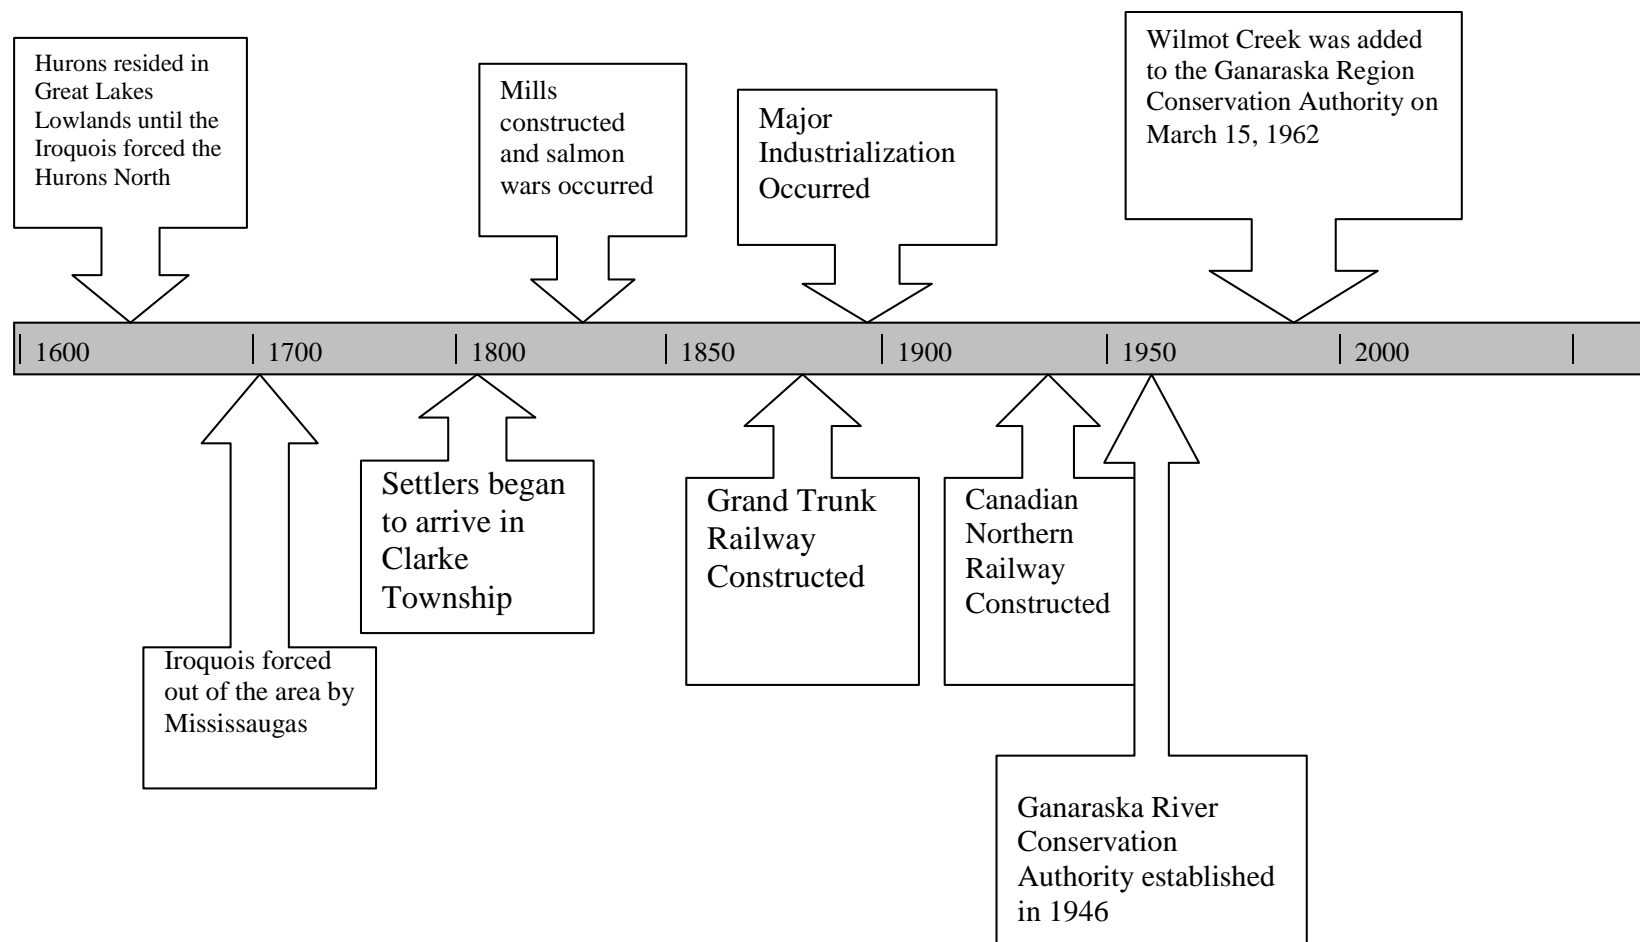 Hurons resided in
Great Lakes
Lowlands until the
Iroquois forced the
Hurons North
Mills
constructed
and salmon
wars occurred
Major
Industrialization
Occurred
Wilmot Creek was added
to the Ganaraska Region
Conservation Authority on
March 15, 1962
1600 1700 1800 1850 1900 1950 2000
Iroquois forced
out of the area by
Mississaugas
Settlers began
to arrive in
Clarke
Township
Grand Trunk
Railway
Constructed
Canadian
Northern
Railway
Constructed
Ganaraska River
Conservation
Authority established
in 1946